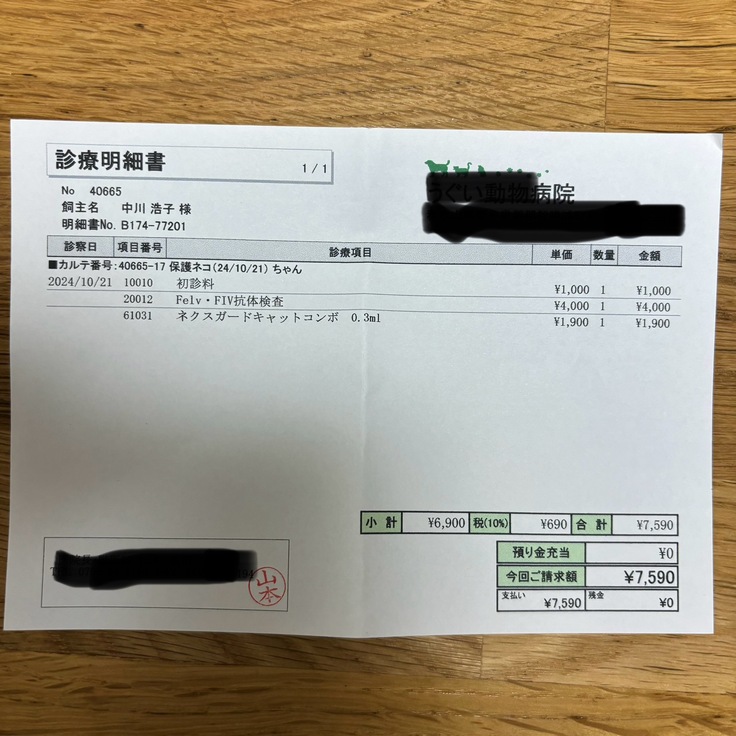 診療明細書 1 / 1
No 40665
飼主名 中川 浩子 様
明細書No. B174-77201
うぐい動物病院
診察日 項目番号 診療項目 単価 数量 金額
■カルテ番号:40665-17 保護ネコ(24/10/21) ちゃん
2024/10/21 10010 初診料 ¥1,000 1 ¥1,000
20012 Felv・FIV抗体検査 ¥4,000 1 ¥4,000
61031 ネクスガードキャットコンボ 0.3ml ¥1,900 1 ¥1,900
小計 ¥6,900 税(10%) ¥690 合計 ¥7,590
預り金充当 ¥0
今回ご請求額 ¥7,590
支払い ¥7,590 残金 ¥0
山本